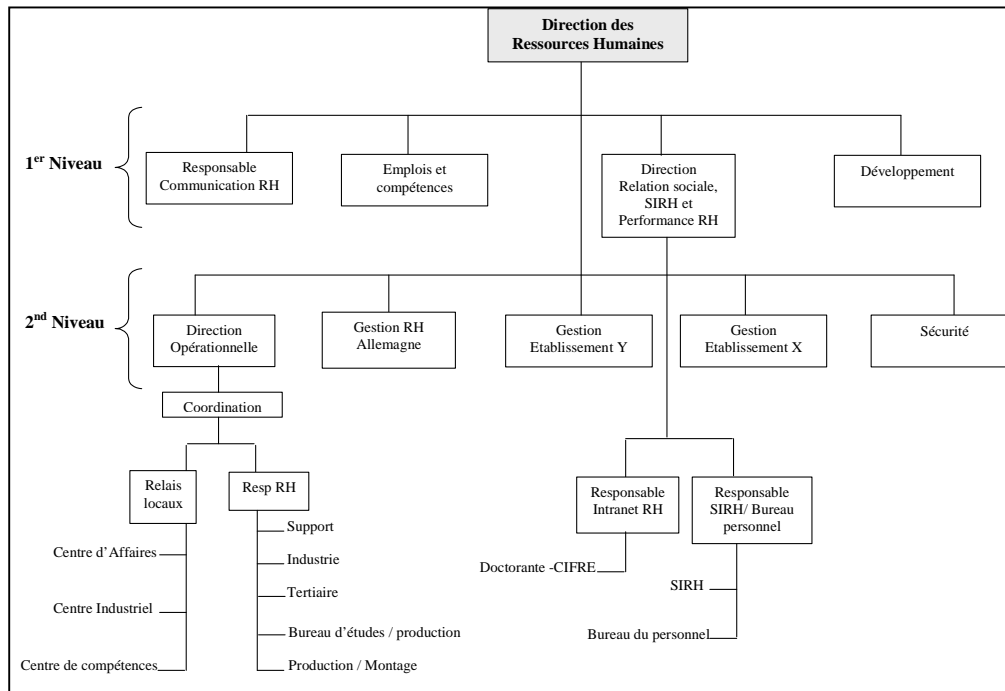 Direction des
Ressources Humaines
1er Niveau
Responsable
Communication RH
Emplois et
compétences
Direction
Relation sociale,
SIRH et
Performance RH
Développement
2nd Niveau
Direction
Opérationnelle
Gestion RH
Allemagne
Gestion
Etablissement Y
Gestion
Etablissement X
Sécurité
Coordination
Relais
locaux
Resp RH
Responsable
Intranet RH
Responsable
SIRH/ Bureau
personnel
Centre d'Affaires
Centre Industriel
Centre de compétences
Support
Industrie
Tertiaire
Bureau d'études / production
Production / Montage
Doctorante -CIFRE
SIRH
Bureau du personnel